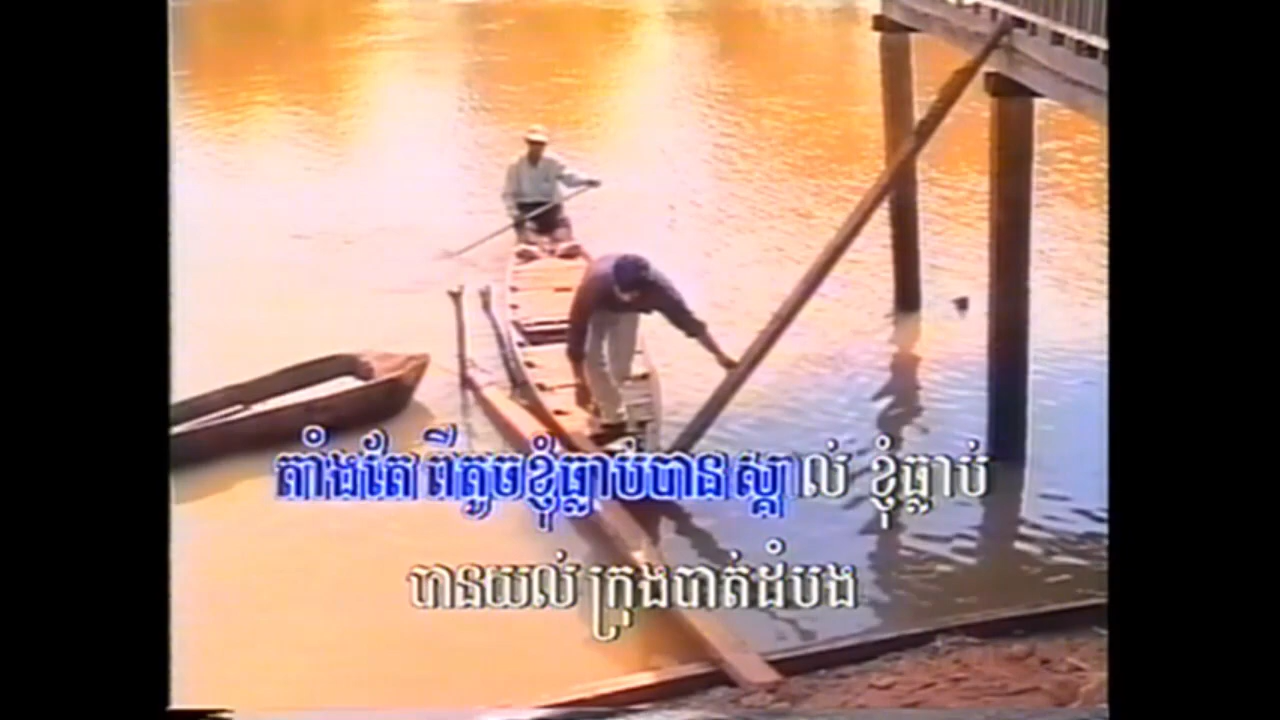 តាំងតែ ពីតូចខ្ញុំធ្លាប់បានស្គាល់ ខ្ញុំធ្លាប់
បានយល់ ក្រុងបាត់ដំបង